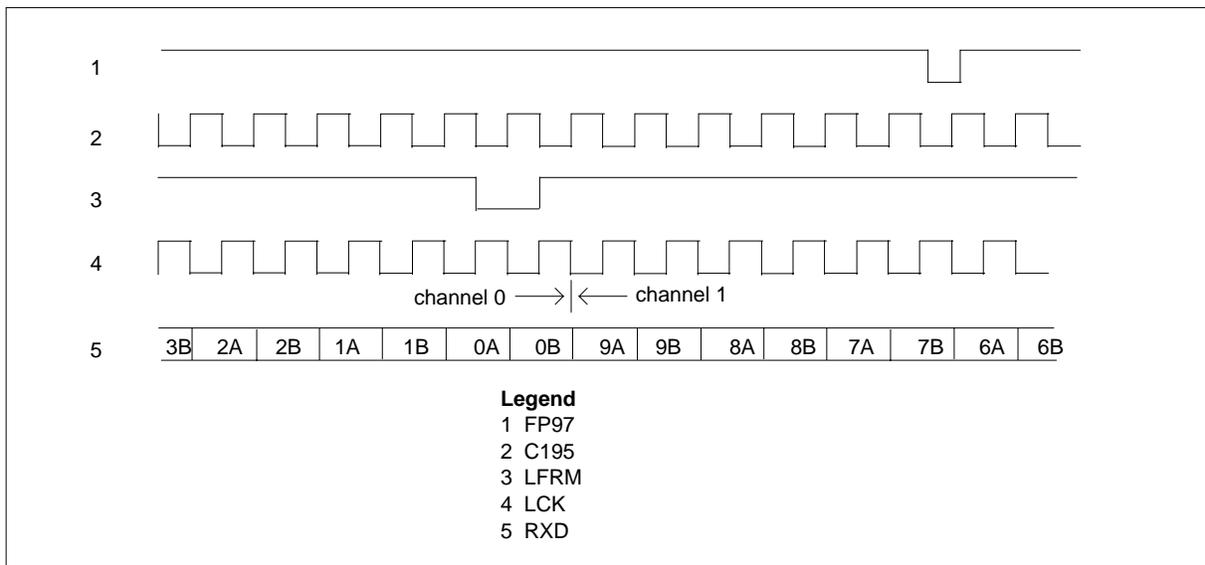 1
2
3
4
channel 0
channel 1
5
3B 2A 2B 1A 1B 0A 0B 9A 9B 8A 8B 7A 7B 6A 6B
Legend
1 FP97
2 C195
3 LFRM
4 LCK
5 RXD